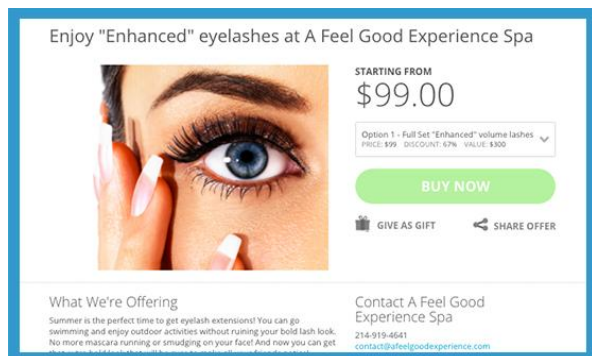 Enjoy "Enhanced" eyelashes at A Feel Good Experience Spa
STARTING FROM
$99.00
Option 1 - Full Set "Enhanced" volume lashes
PRICE: $99 DISCOUNT: 67% VALUE: $300
BUY NOW
GIVE AS GIFT
SHARE OFFER
What We're Offering
Summer is the perfect time to get eyelash extensions! You can go
swimming and enjoy outdoor activities without ruining your bold lash look.
No more mascara running or smudging on your face! And now you can get
Contact A Feel Good
Experience Spa
214-919-4641
contact@afeelgoodexperience.com